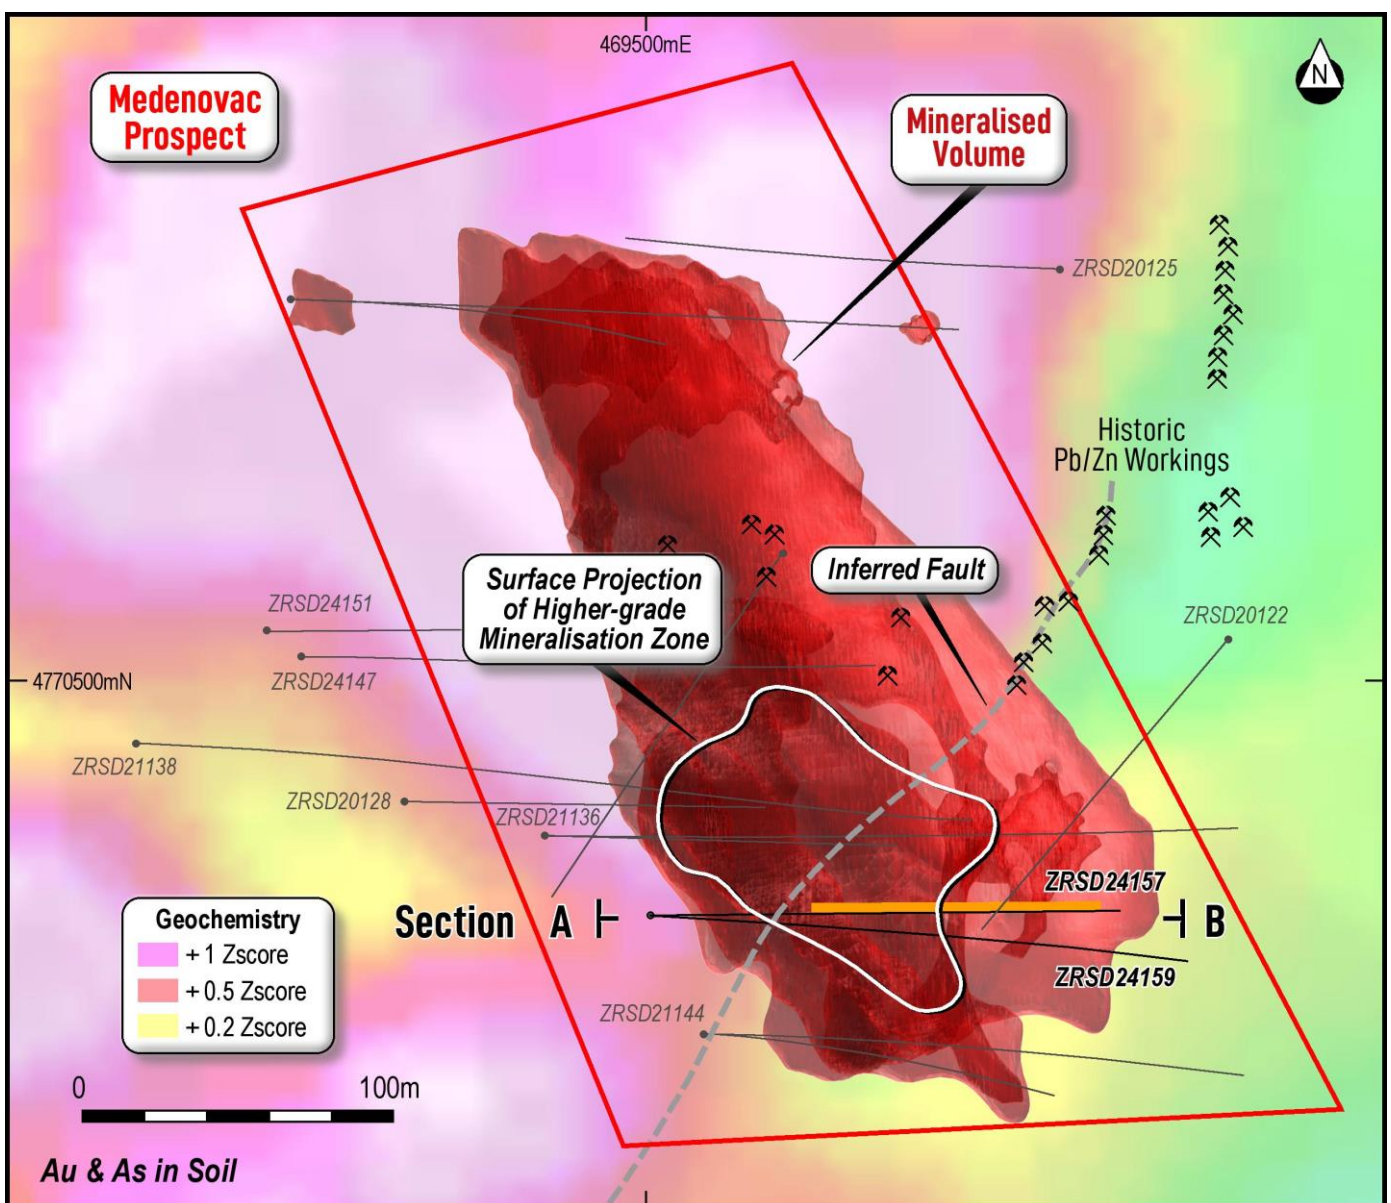 469500mE
N
Medenovac
Prospect
Mineralised
Volume
ZRSD20125
Historic
Pb/Zn Workings
Surface Projection
of Higher-grade
Mineralisation Zone
Inferred Fault
ZRSD24151
ZRSD20122
ZRSD24147
4770500mN
ZRSD21138
ZRSD20128
ZRSD21136
ZRSD24157
Section A
B
ZRSD24159
ZRSD21144
Geochemistry
+ 1 Zscore
+ 0.5 Zscore
+ 0.2 Zscore
0
100m
Au & As in Soil